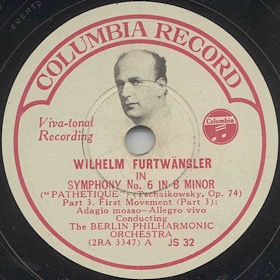 COLUMBIA RECORD
Viva-tonal
Recording
Columbia
WILHELM FURTWÄNGLER
IN
SYMPHONY No. 6 IN B MINOR
("PATHETIQUE") (Tschaikowsky, Op. 74)
Part 3. First Movement (Part 3):
Adagio mosso—Allegro vivo
Conducting
The BERLIN PHILHARMONIC
ORCHESTRA
(2RA 3347) A JS 32